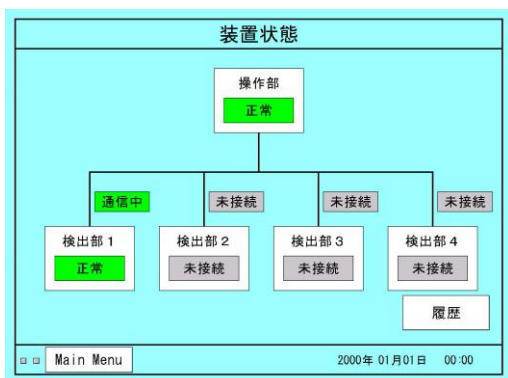 装置状態
操作部
正常
通信中 未接続 未接続 未接続
検出部1 検出部2 検出部3 検出部4
正常 未接続 未接続 未接続
履歴
Main Menu 2000年 01月01日 00:00